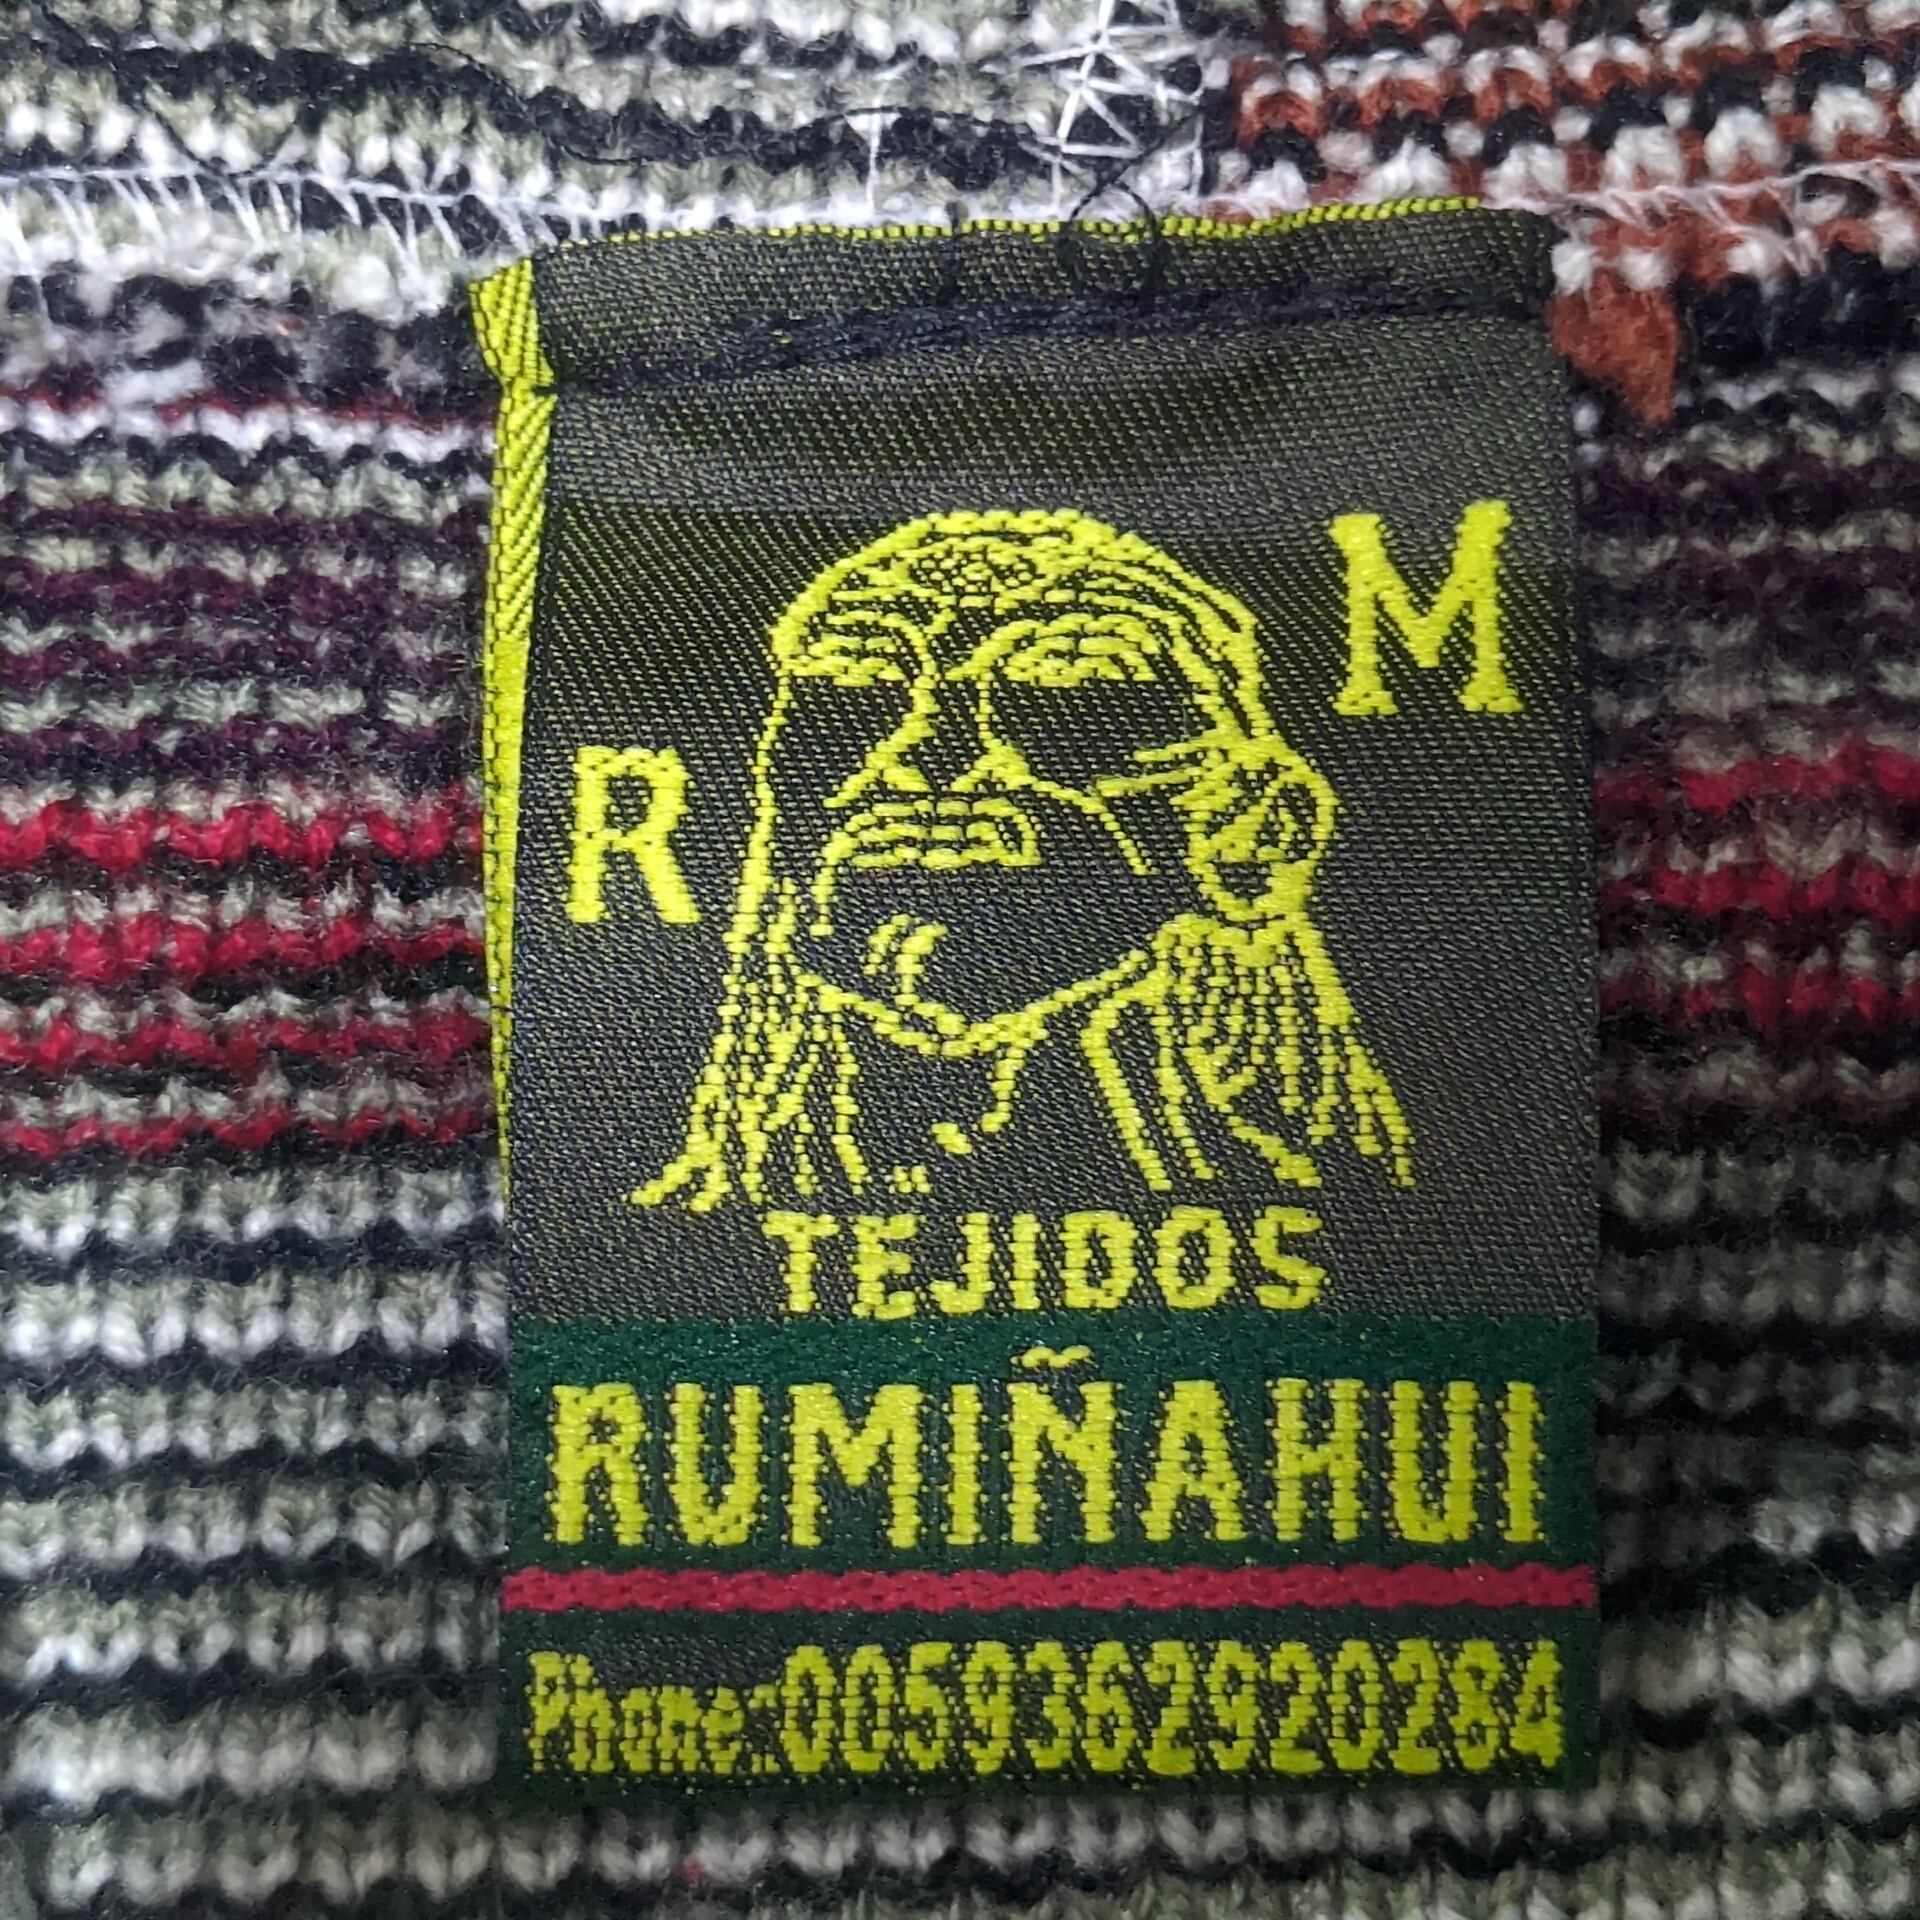 M
R
TEJIDOS
RUMIÑAHUI
Phone:0059362920284